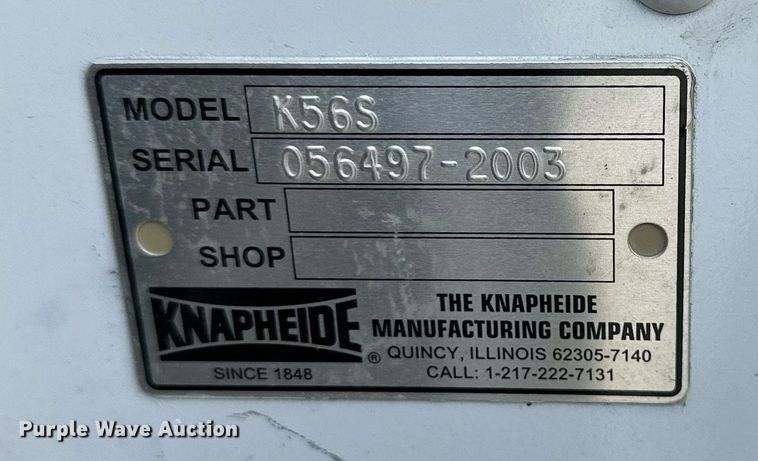 MODEL K56S
SERIAL 056497-2003
PART
SHOP
KNAPHEIDE
®
SINCE 1848
THE KNAPHEIDE
MANUFACTURING COMPANY
QUINCY, ILLINOIS 62305-7140
CALL: 1-217-222-7131
Purple Wave Auction